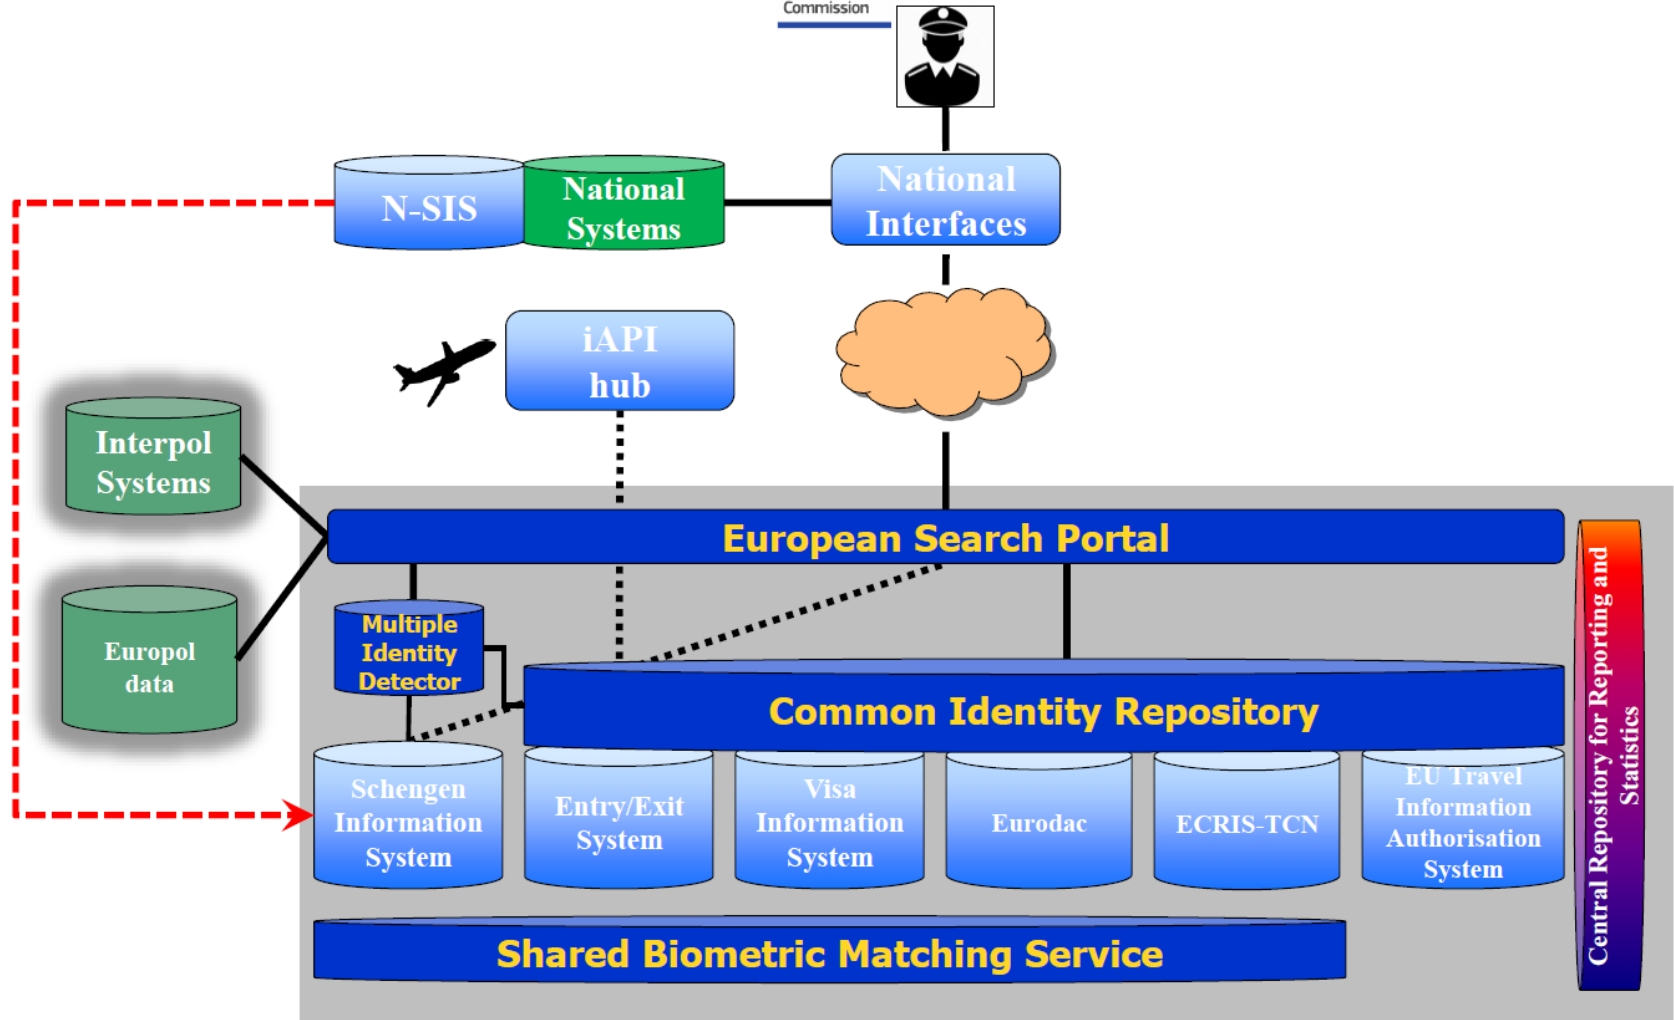 Commission
N-SIS
National
Systems
National
Interfaces
iAPI
hub
Interpol
Systems
European Search Portal
Europol
data
Multiple
Identity
Detector
Common Identity Repository
Schengen
Information
System
Entry/Exit
System
Visa
Information
System
Eurodac
ECRIS-TCN
EU Travel
Information
Authorisation
System
Central Repository for Reporting and
Statistics
Shared Biometric Matching Service